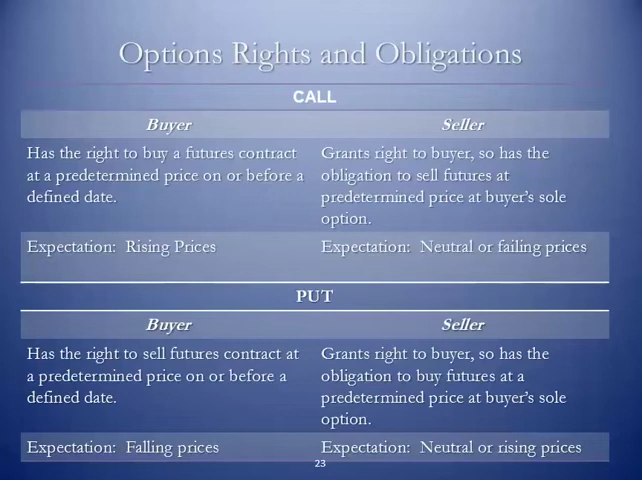 Options Rights and Obligations
CALL
Buyer
Seller
Has the right to buy a futures contract
at a predetermined price on or before a
defined date.
Grants right to buyer, so has the
obligation to sell futures at
predetermined price at buyer's sole
option.
Expectation: Rising Prices
Expectation: Neutral or failing prices
PUT
Buyer
Seller
Has the right to sell futures contract at
a predetermined price on or before a
defined date.
Grants right to buyer, so has the
obligation to buy futures at a
predetermined price at buyer's sole
option.
Expectation: Falling prices
Expectation: Neutral or rising prices
23